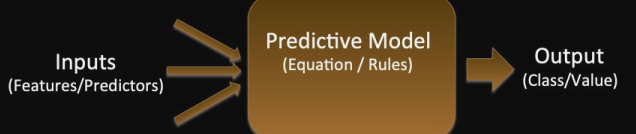 Inputs
(Features/Predictors)
Predictive Model
(Equation / Rules)
Output
(Class/Value)